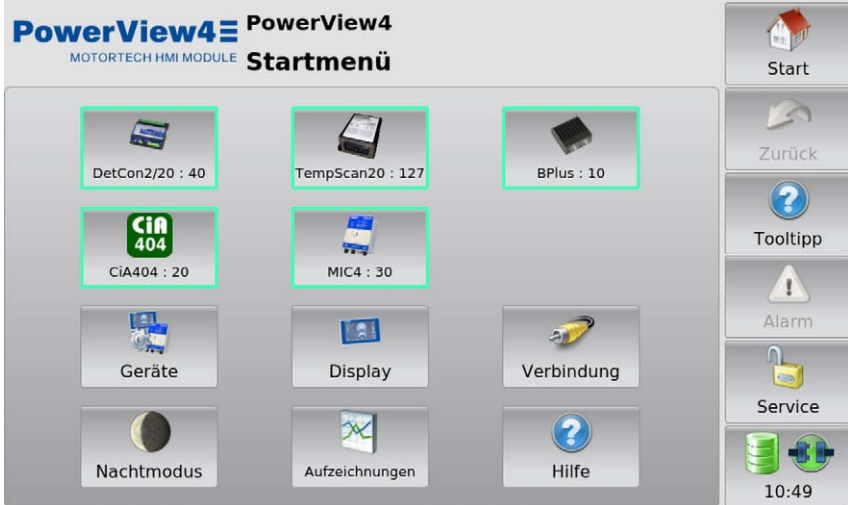 PowerView4
MOTORTECH HMI MODULE
PowerView4
Startmenü
DetCon2/20 : 40
TempScan20 : 127
BPlus : 10
CiA
404
CiA404 : 20
MIC4 : 30
Geräte
Display
Verbindung
Nachtmodus
Aufzeichnungen
Hilfe
Start
Zurück
Tooltipp
Alarm
Service
10:49